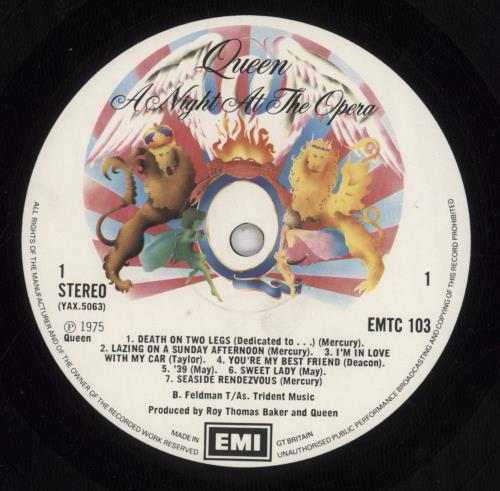 Queen
A Night At The Opera
1
STEREO
(YAX.5063)
℗ 1975
Queen
1
EMTC 103
1. DEATH ON TWO LEGS (Dedicated to . . .) (Mercury).
2. LAZING ON A SUNDAY AFTERNOON (Mercury). 3. I'M IN LOVE
WITH MY CAR (Taylor). 4. YOU'RE MY BEST FRIEND (Deacon).
5. '39 (May). 6. SWEET LADY (May).
7. SEASIDE RENDEZVOUS (Mercury)
B. Feldman T/As. Trident Music
Produced by Roy Thomas Baker and Queen
MADE IN
EMI
GT BRITAIN
ALL RIGHTS OF THE MANUFACTURER AND OF THE OWNER OF THE RECORDED WORK RESERVED
UNAUTHORISED PUBLIC PERFORMANCE BROADCASTING AND COPYING OF THIS RECORD PROHIBITED